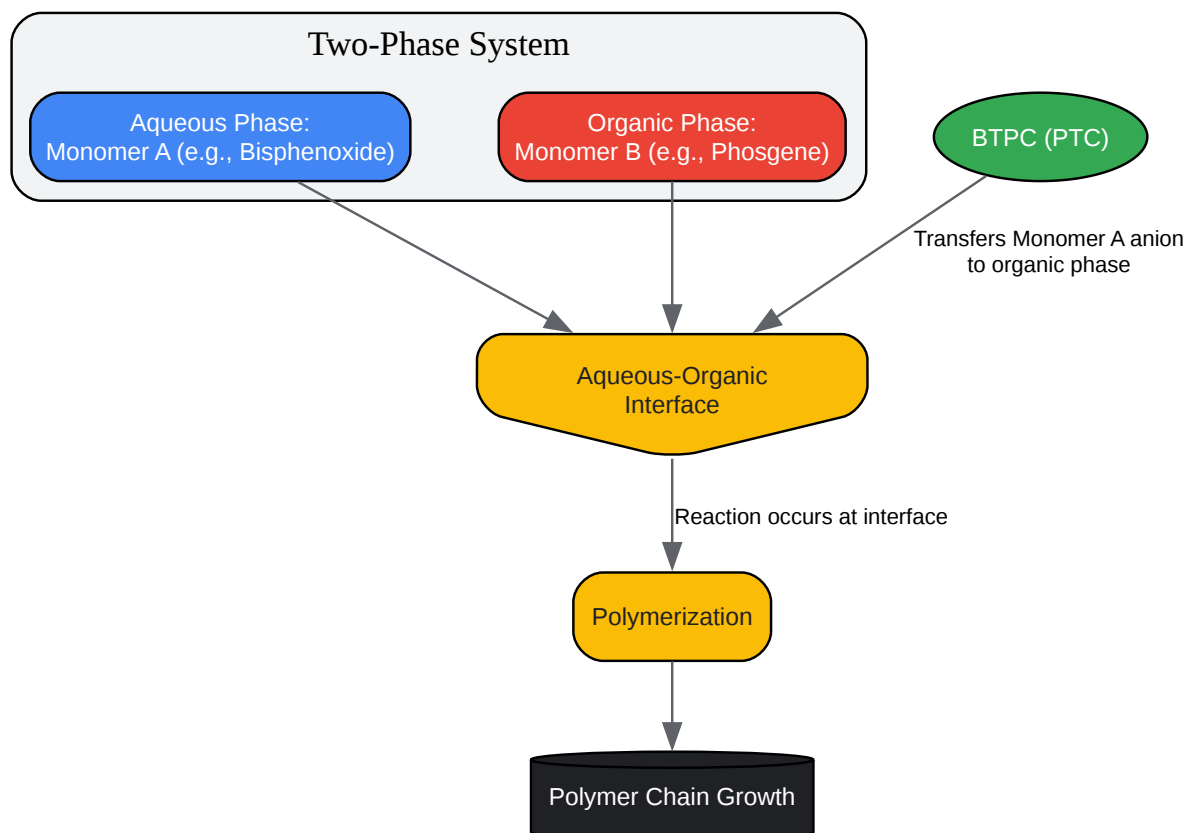 Two-Phase System
Aqueous Phase:
Monomer A (e.g., Bisphenoxide)
Organic Phase:
Monomer B (e.g., Phosgene)
BTPC (PTC)
Transfers Monomer A anion
to organic phase
Aqueous-Organic
Interface
Reaction occurs at interface
Polymerization
Polymer Chain Growth